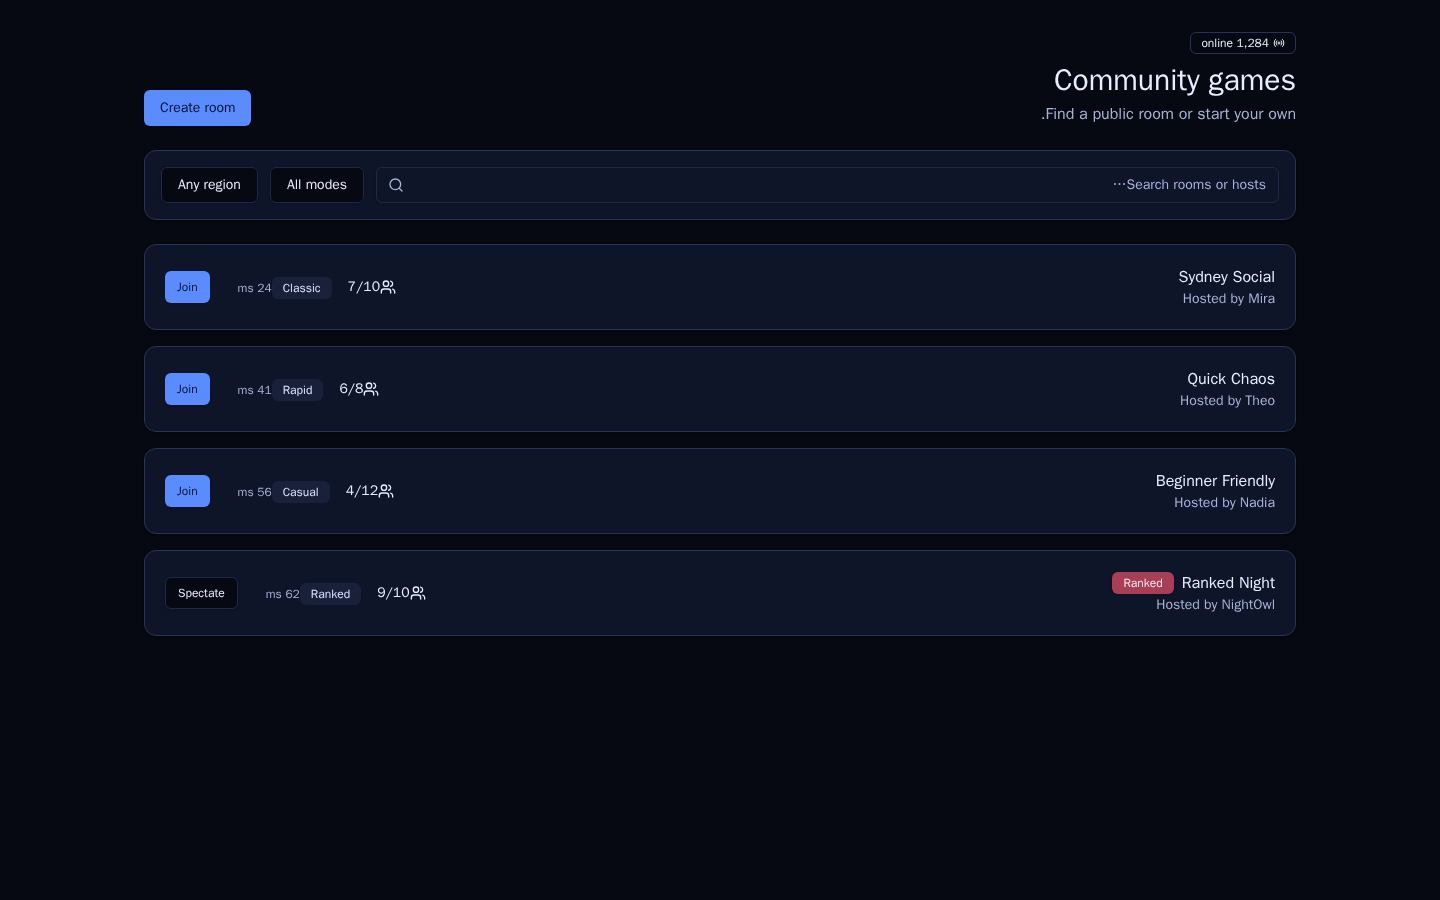 online 1,284
Community games
.Find a public room or start your own
Create room
…Search rooms or hosts
All modes
Any region
Sydney Social
Hosted by Mira
7/10
Classic
ms 24
Join
Quick Chaos
Hosted by Theo
6/8
Rapid
ms 41
Join
Beginner Friendly
Hosted by Nadia
4/12
Casual
ms 56
Join
Ranked Night
Ranked
Hosted by NightOwl
9/10
Ranked
ms 62
Spectate